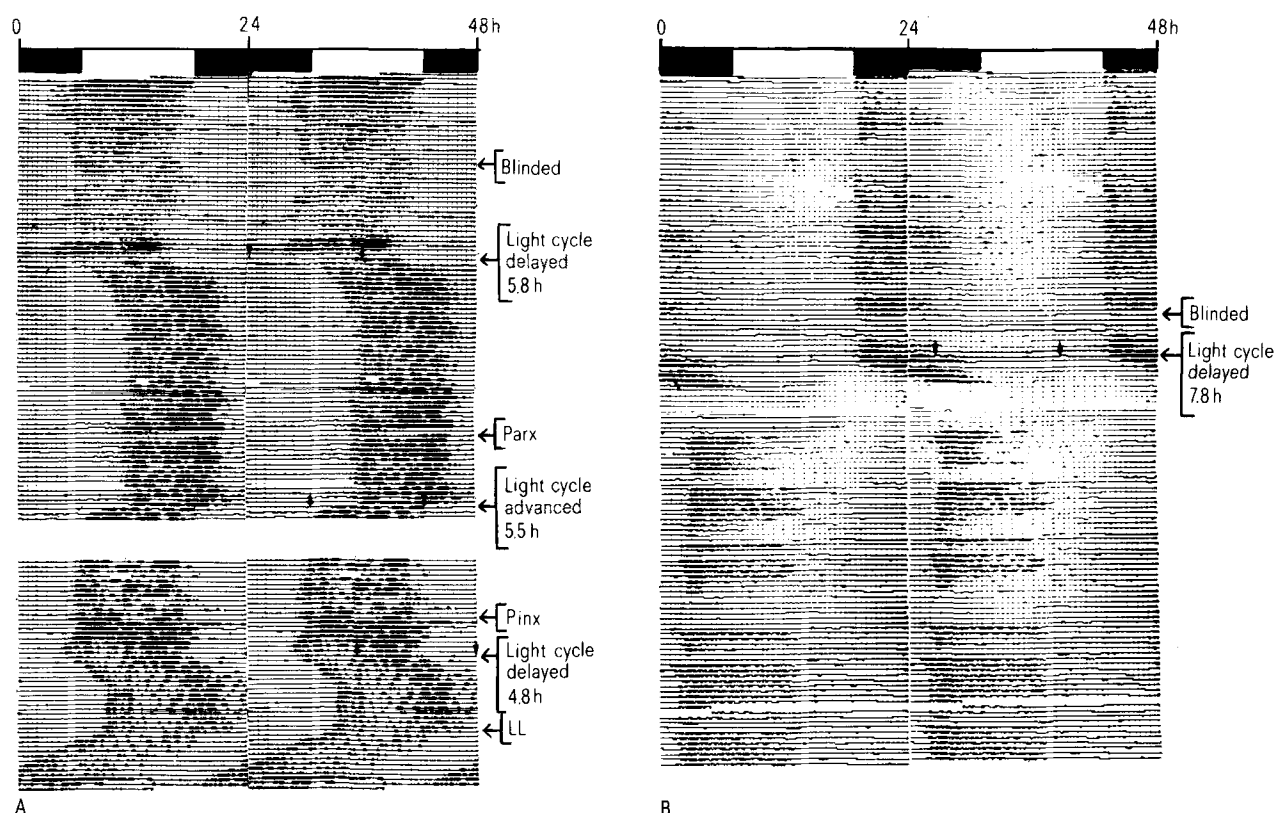 0
24
48h
Blinded
Light cycle
delayed
5.8 h
Parx
Light cycle
advanced
5.5 h
Pinx
Light cycle
delayed
4.8 h
LL
A
0
24
48h
Blinded
Light cycle
delayed
7.8 h
B